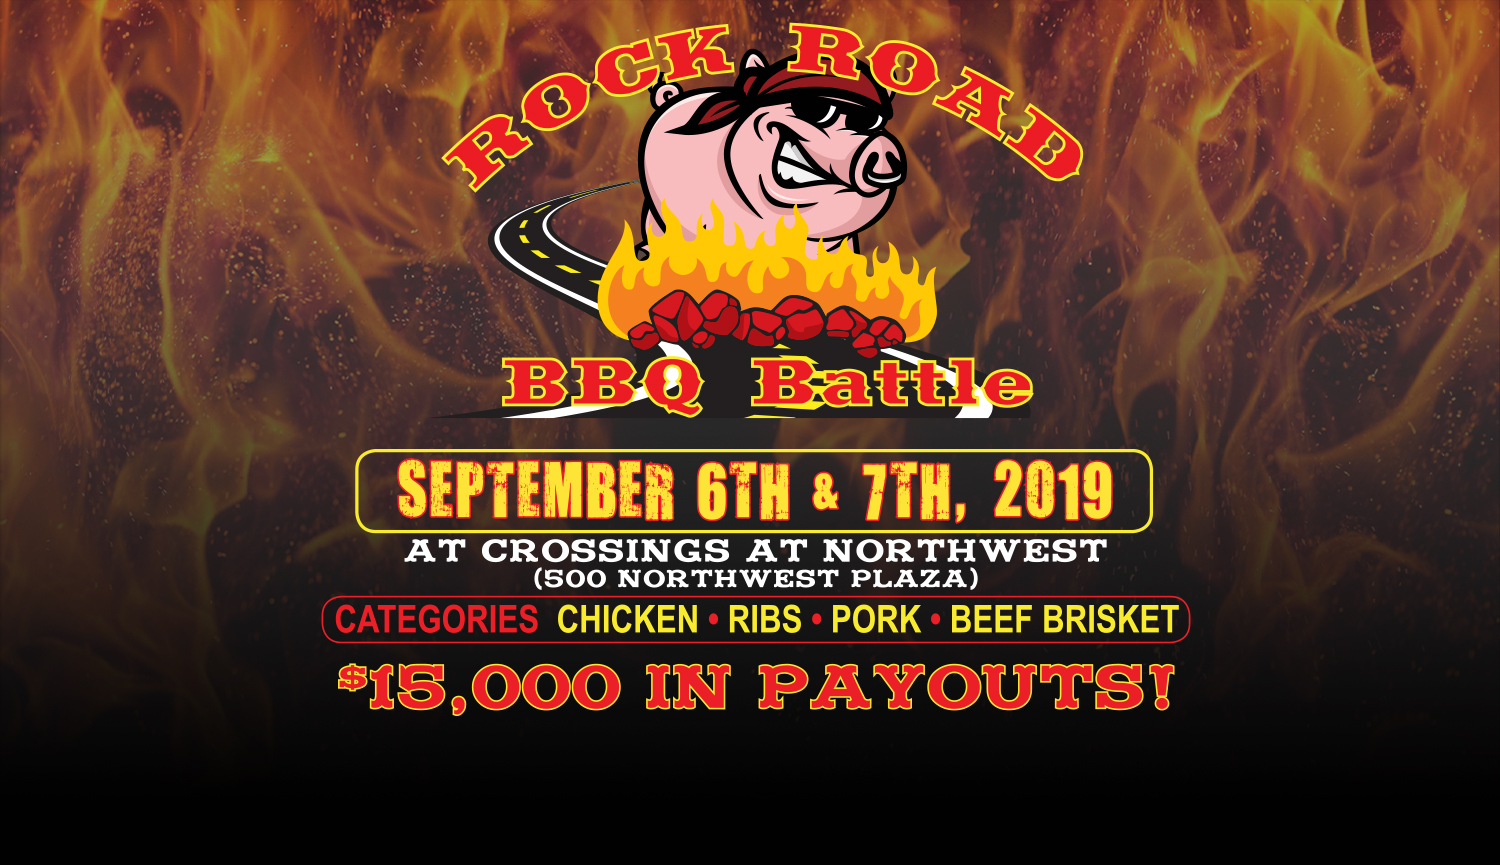 ROCK ROAD
BBQ Battle
SEPTEMBER 6TH & 7TH, 2019
AT CROSSINGS AT NORTHWEST
(500 NORTHWEST PLAZA)
CATEGORIES CHICKEN • RIBS • PORK • BEEF BRISKET
$15,000 IN PAYOUTS!